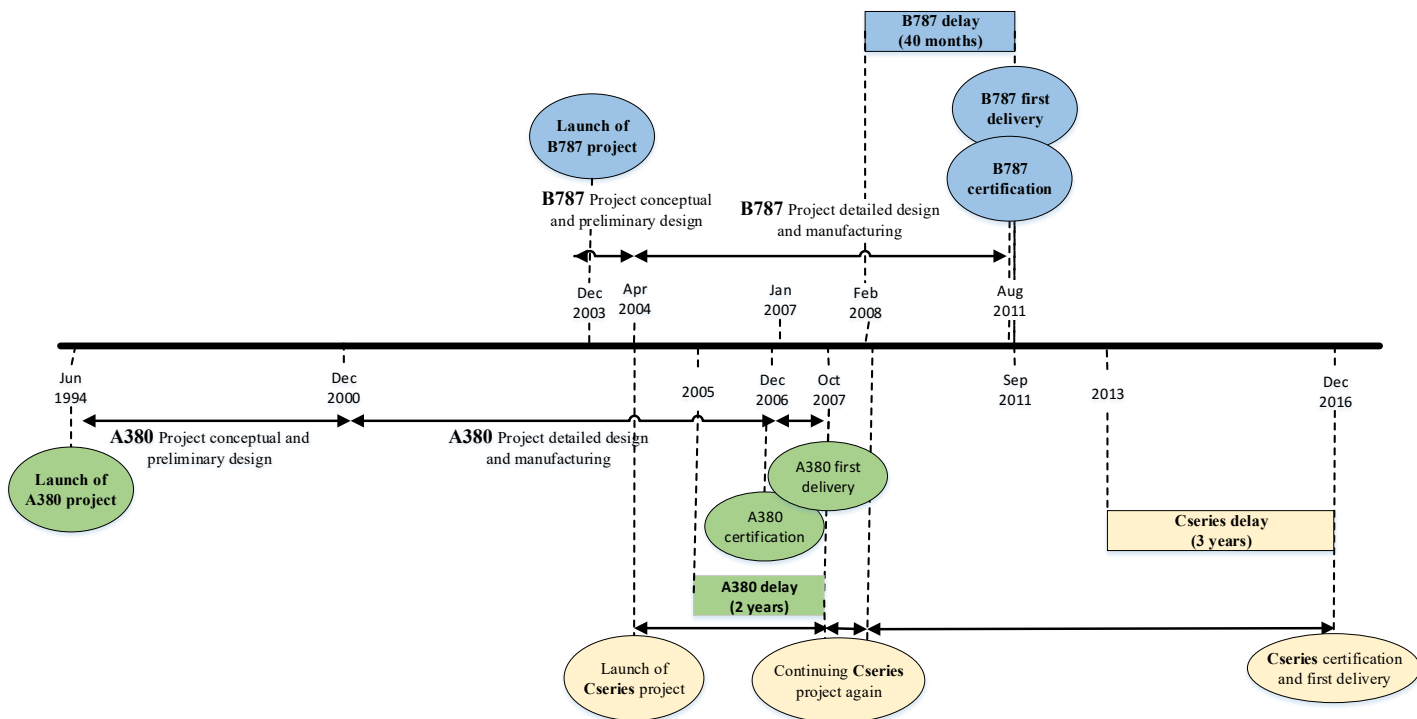 B787 delay
(40 months)
B787 first
delivery
Launch of
B787 project
B787
certification
B787 Project conceptual
and preliminary design
B787 Project detailed design
and manufacturing
Dec
2003
Apr
2004
Jan
2007
Feb
2008
Aug
2011
Jun
1994
Dec
2000
2005
Dec
2006
Oct
2007
Sep
2011
2013
Dec
2016
A380 Project conceptual and
preliminary design
A380 Project detailed design
and manufacturing
Launch of
A380 project
A380 first
delivery
A380
certification
Cseries delay
(3 years)
A380 delay
(2 years)
Launch of
Cseries project
Continuing Cseries
project again
Cseries certification
and first delivery